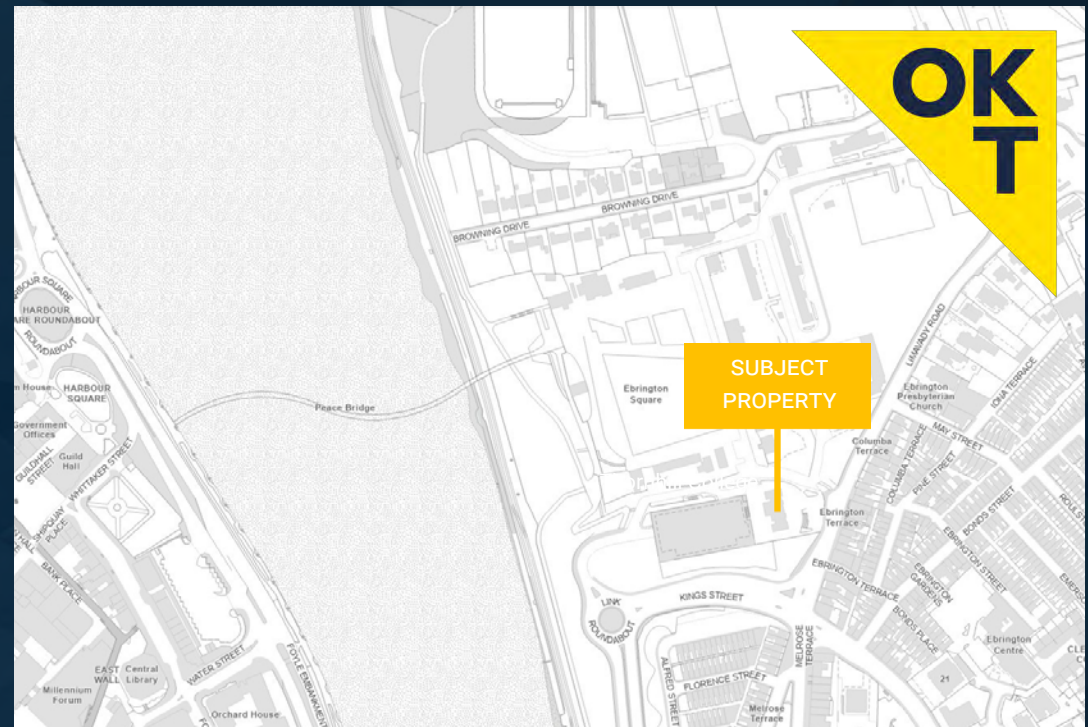 OK
T
BROWNING DRIVE
BROWNING DRIVE
HARBOUR SQUARE
HARBOUR
SQUARE ROUNDABOUT
ROUNDABOUT
House
HARBOUR
SQUARE
Government
Offices
Guild
Hall
GUILDHALL
STREET
WHITTAKER STREET
SHIPQUAY
PLACE
BANK PLACE
Peace Bridge
Ebrington
Square
SUBJECT
PROPERTY
LIMAVADY ROAD
Ebrington
Presbyterian
Church
IONA TERRACE
MAY STREET
Columba
Terrace
COLUMBA TERRACE
PINE STREET
BONDS STREET
Ebrington
Terrace
EBRINGTON STREET
EBRINGTON TERRACE
EBRINGTON
GARDENS
BONDS PLACE
Ebrington
Centre
21
KINGS STREET
LINK
ROUNDABOUT
MELROSE
TERRACE
ALFRED STREET
FLORENCE STREET
Melrose
Terrace
EAST
WALL
Central
Library
WATER STREET
FOYLE EMBANKMENT
Millennium
Forum
Orchard House